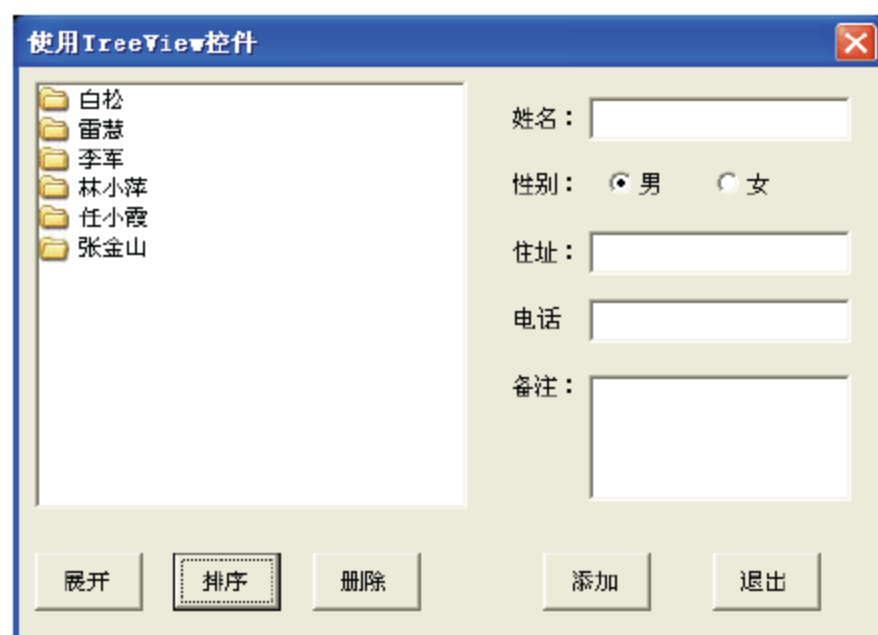 使用TreeView控件
白松
雷慧
李军
林小萍
任小霞
张金山
姓名：
性别： 男 女
住址：
电话
备注：
展开 排序 删除 添加 退出